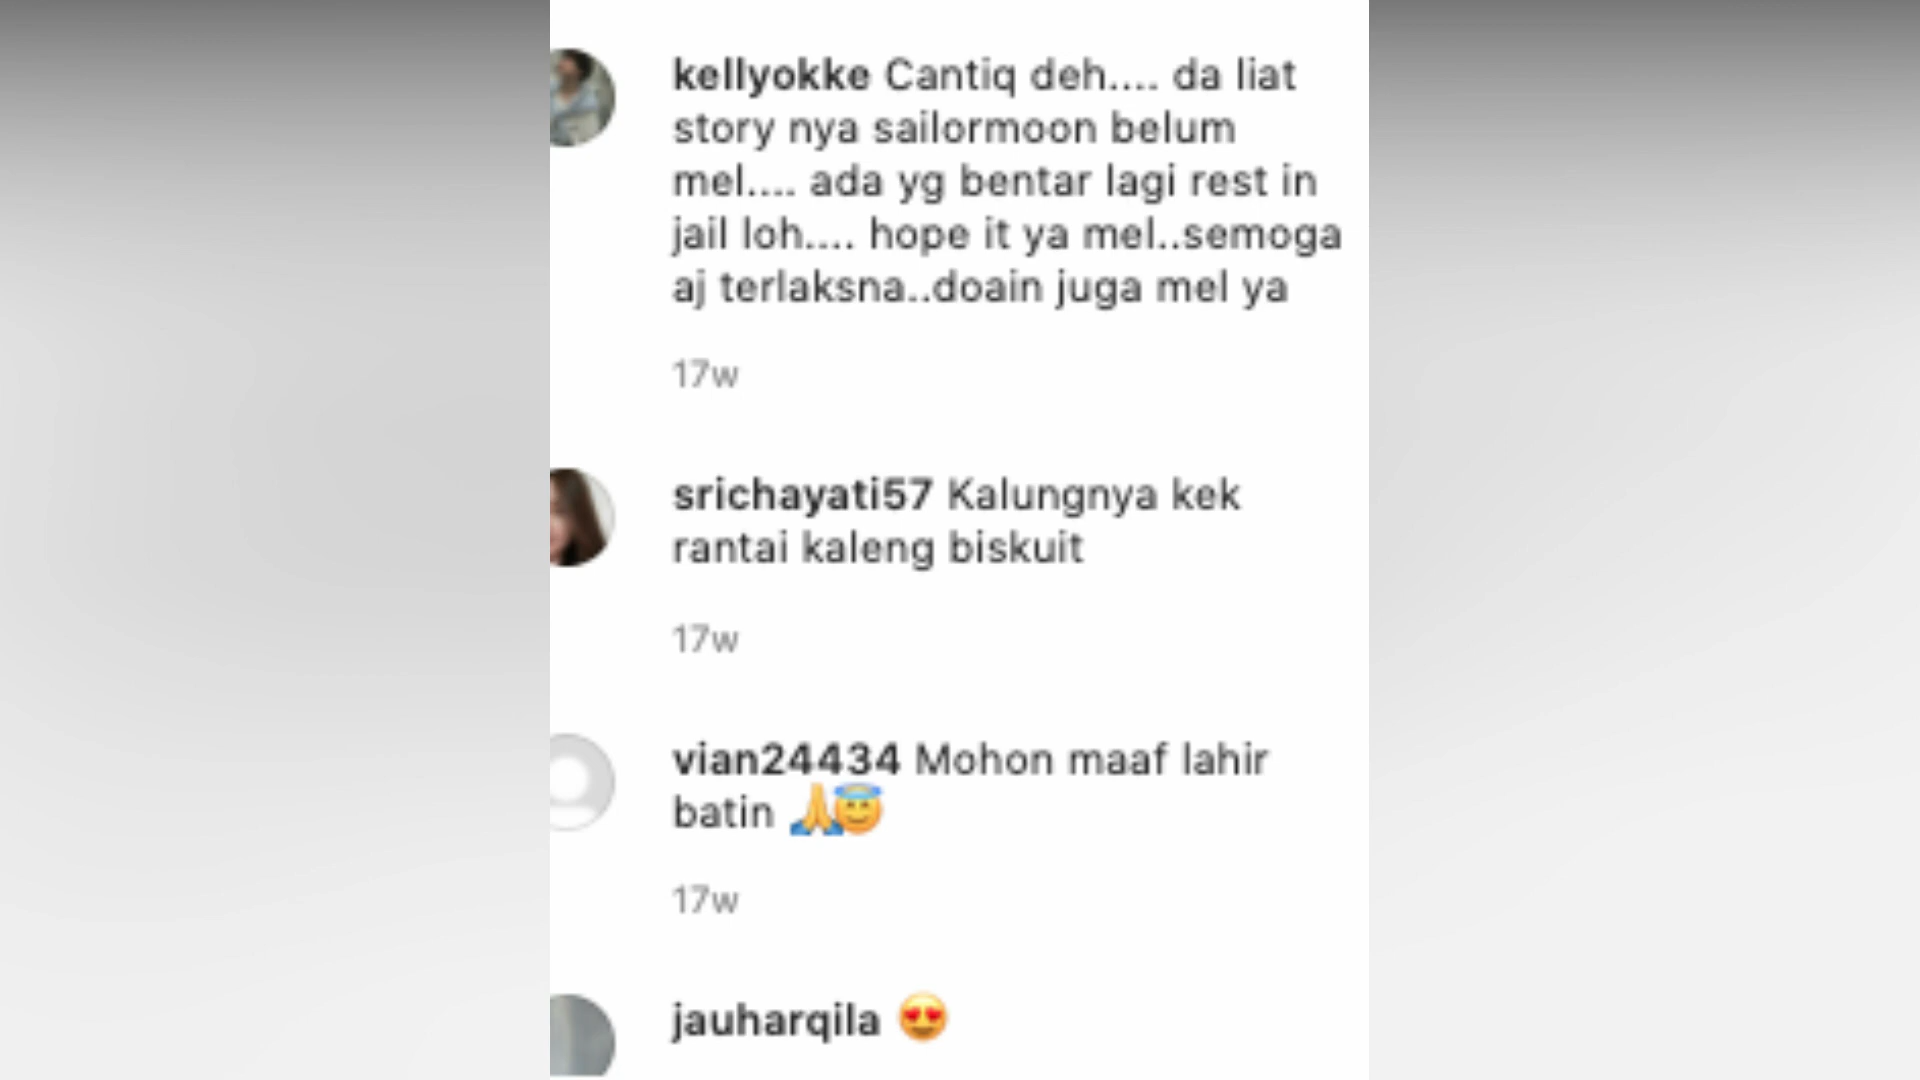 kellyokke Cantiq deh.... da liat
story nya sailormoon belum
mel.... ada yg bentar lagi rest in
jail loh.... hope it ya mel..semoga
aj terlaksna..doain juga mel ya
17w
srichayati57 Kalungnya kek
rantai kaleng biskuit
17w
vian24434 Mohon maaf lahir
batin 🙏😇
17w
jauharqila 😍